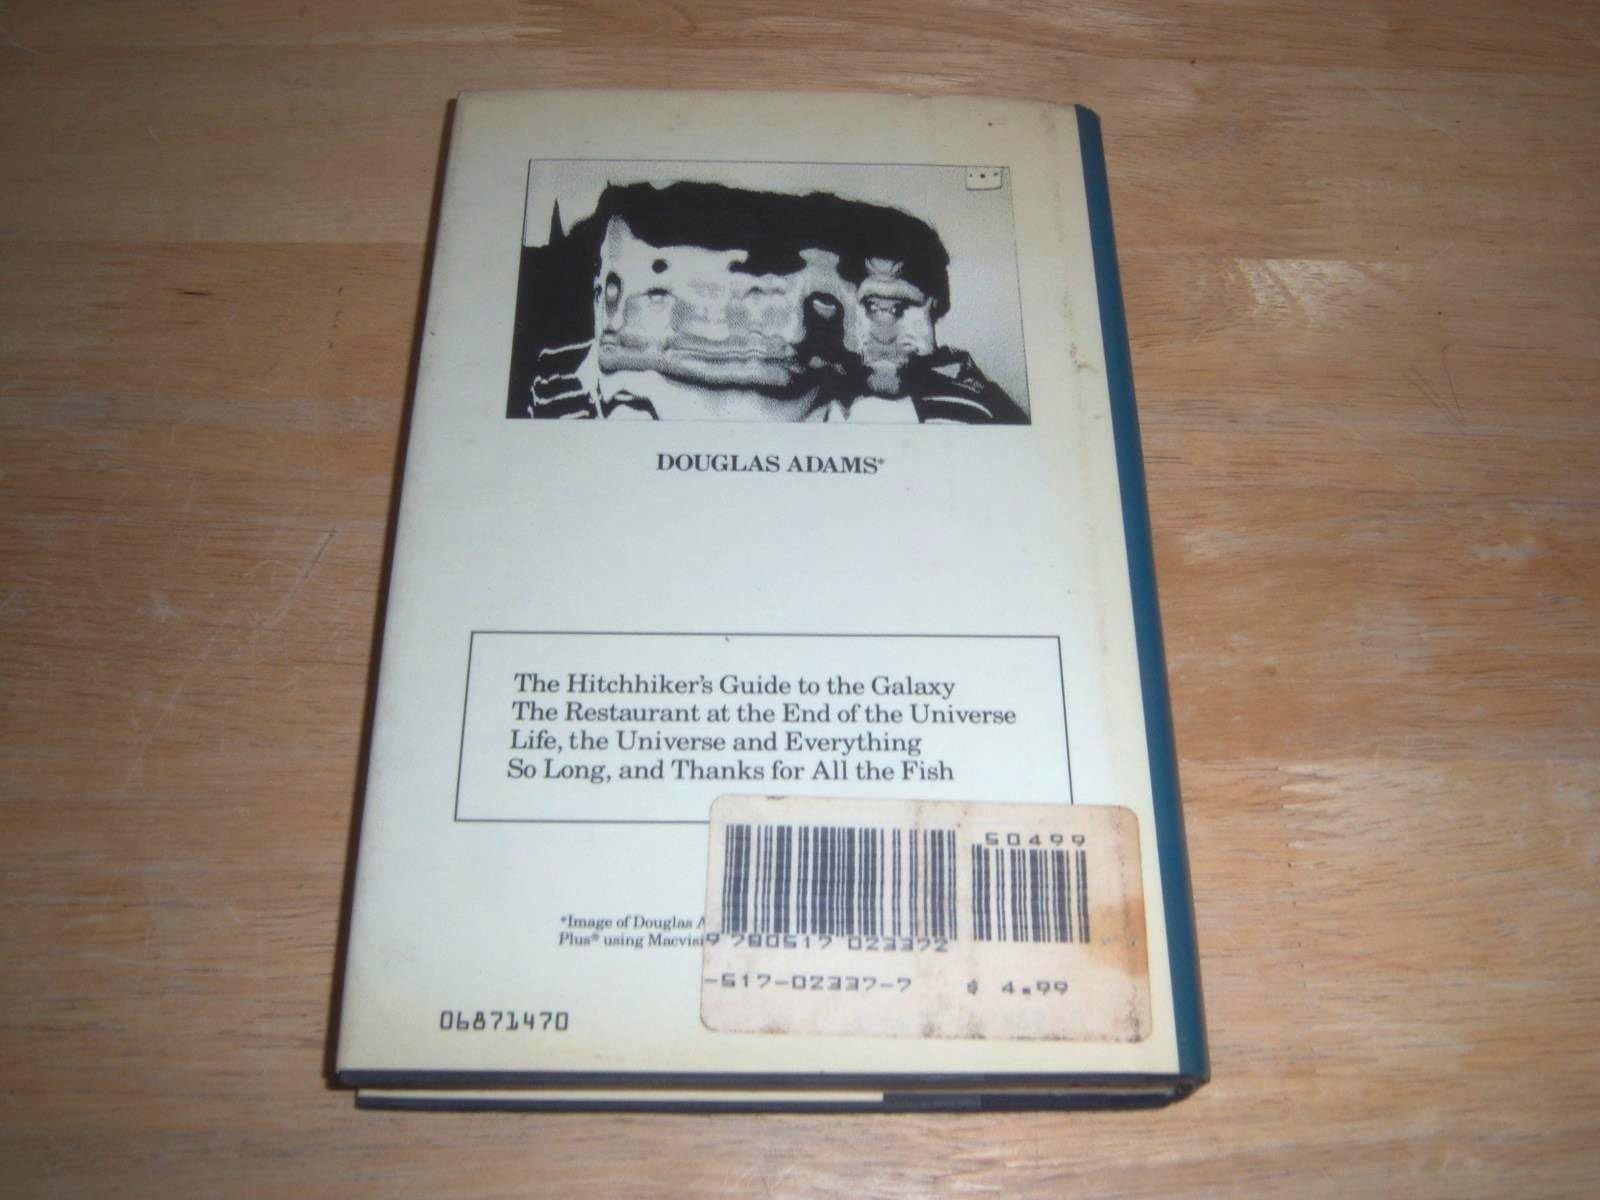 DOUGLAS ADAMS*
The Hitchhiker's Guide to the Galaxy
The Restaurant at the End of the Universe
Life, the Universe and Everything
So Long, and Thanks for All the Fish
*Image of Douglas
Plus® using
50499
9 780517 023372
-517-02337-7 $ 4.99
06871470